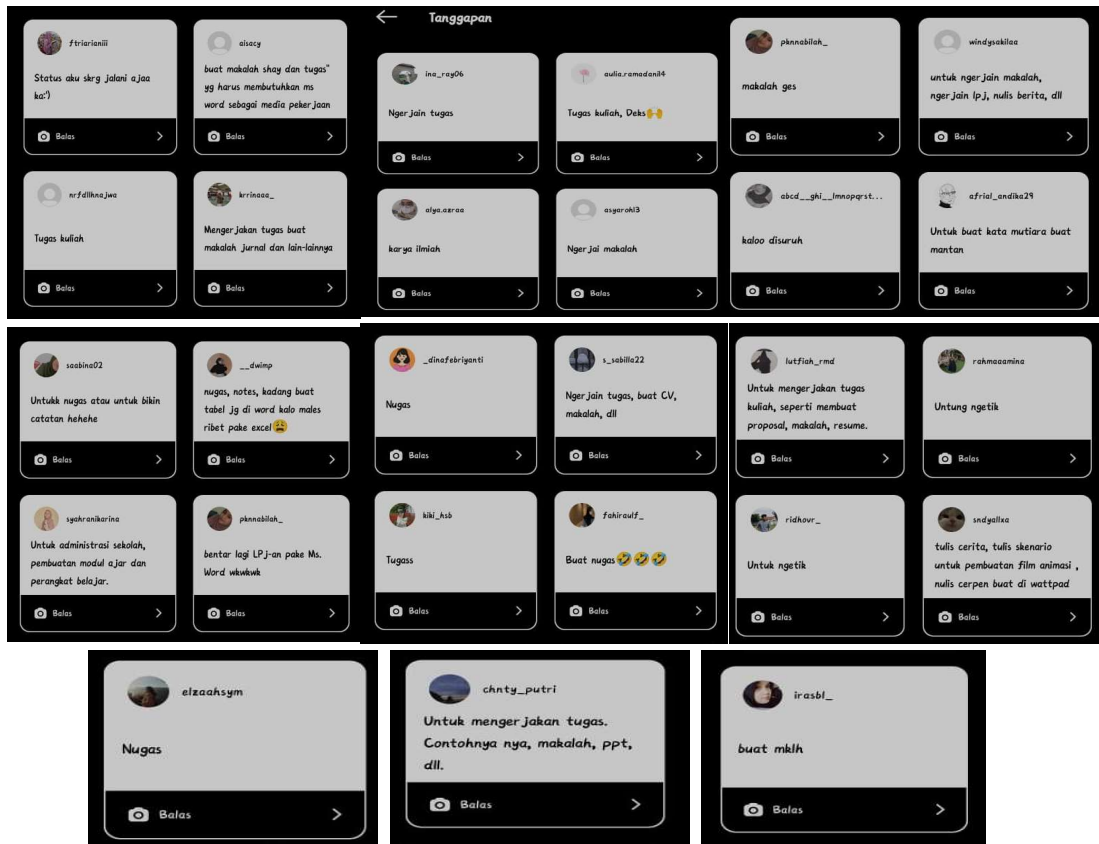 ftriarianiii
Status aku skrg jalani ajaa
ka:')
Balas
aisacy
buat makalah shay dan tugas"
yg harus membutuhkan ms
word sebagai media pekerjaan
Balas
nrfdllhnajwa
Tugas kuliah
Balas
krrinaaa_
Mengerjakan tugas buat
makalah jurnal dan lain-lainnya
Balas
Tanggapan
ina_ray06
Ngerjain tugas
Balas
aulia.ramadani14
Tugas kuliah, Deks🙌
Balas
alya.azraa
karya ilmiah
Balas
asyaroh13
Ngerjai makalah
Balas
pknnabilah_
makalah ges
Balas
windysakilaa
untuk ngerjain makalah,
ngerjain lpj, nulis berita, dll
Balas
abcd__ghi__lmnopqrst...
kaloo disuruh
Balas
afrial_andika29
Untuk buat kata mutiara buat
mantan
Balas
saabina02
Untukk nugas atau untuk bikin
catatan hehehe
Balas
__dwimp
nugas, notes, kadang buat
tabel jg di word kalo males
ribet pake excel😩
Balas
syahranikarina
Untuk administrasi sekolah,
pembuatan modul ajar dan
perangkat belajar.
Balas
pknnabilah_
bentar lagi LPj-an pake Ms.
Word wkwkwk
Balas
_dinafebriyanti
Nugas
Balas
s_sabilla22
Ngerjain tugas, buat CV,
makalah, dll
Balas
kiki_hsb
Tugass
Balas
fahiraulf_
Buat nugas🤣🤣🤣
Balas
lutfiah_rmd
Untuk mengerjakan tugas
kuliah, seperti membuat
proposal, makalah, resume.
Balas
rahmaaamina
Untung ngetik
Balas
ridhovr_
Untuk ngetik
Balas
sndyallxa
tulis cerita, tulis skenario
untuk pembuatan film animasi ,
nulis cerpen buat di wattpad
Balas
elzaahsym
Nugas
Balas
chnty_putri
Untuk mengerjakan tugas.
Contohnya nya, makalah, ppt,
dll.
Balas
irasbl_
buat mklh
Balas